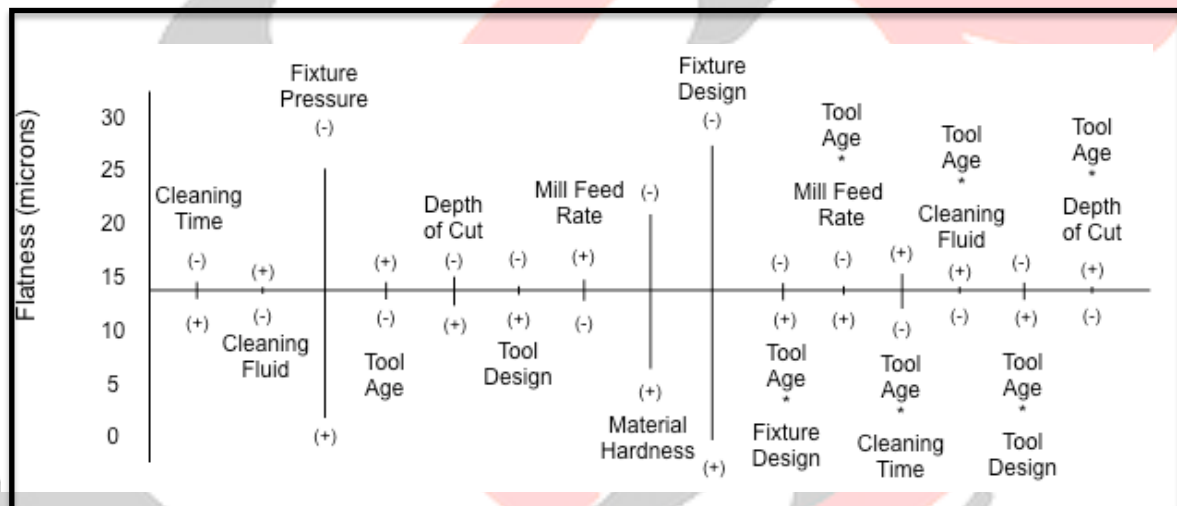 Flatness (microns)
30
25
20
15
10
5
0
Cleaning
Time
(-)
(+)
(+)
(-)
Cleaning
Fluid
Fixture
Pressure
(-)
(+)
(+)
(-)
Tool
Age
Depth
of Cut
(-)
(+)
(-)
(+)
Tool
Design
Mill Feed
Rate
(+)
(-)
(-)
(+)
Material
Hardness
Fixture
Design
(-)
(+)
(-)
(+)
Tool
Age
*
Fixture
Design
Tool
Age
*
Mill Feed
Rate
(-)
(+)
(+)
(-)
Tool
Age
*
Cleaning
Time
Tool
Age
*
Cleaning
Fluid
(+)
(-)
(-)
(+)
Tool
Age
*
Tool
Design
Tool
Age
*
Depth
of Cut
(+)
(-)